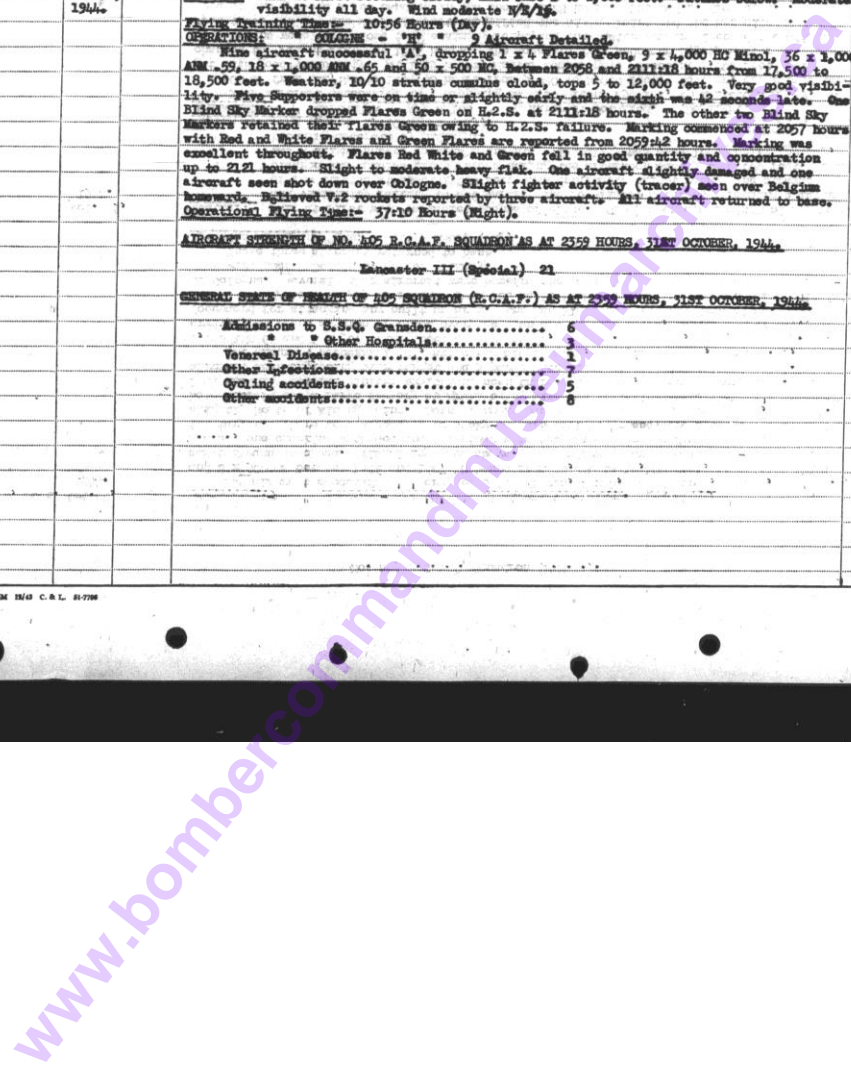 1944.
visibility all day. Wind moderate
Flying Training Time:- 10:56 Hours (Day).
OPERATIONS: " COLOGNE - "H" " 9 Aircraft Detailed.
Nine aircraft successful 'A', dropping 1 x 4 Flares Green, 9 x 4,000 HC Minol, 36 x 1,000
ANM .59, 18 x 1,000 ANM .65 and 50 x 500 MC, Between 2058 and 2111:18 hours from 17,500 to
18,500 feet. Weather, 10/10 stratus cumulus cloud, tops 5 to 12,000 feet. Very good visibi-
lity. Five Supporters were on time or slightly early and the sixth was 42 seconds late. One
Blind Sky Marker dropped Flares Green on H.2.S. at 2111:18 hours. The other two Blind Sky
Markers retained their flares Green owing to H.2.S. failure. Marking commenced at 2057 hours
with Red and White Flares and Green Flares are reported from 2059:42 hours. Marking was
excellent throughout. Flares Red White and Green fell in good quantity and concentration
up to 2121 hours. Slight to moderate heavy flak. One aircraft slightly damaged and one
aircraft seen shot down over Cologne. Slight fighter activity (tracer) seen over Belgium
homeward. Believed V.2 rockets reported by three aircraft. All aircraft returned to base.
Operational Flying Time:- 37:10 Hours (Night).
AIRCRAFT STRENGTH OF NO. 405 R.C.A.F. SQUADRON AS AT 2359 HOURS, 31ST OCTOBER, 1944.
Lancaster III (Special) 21
GENERAL STATE OF HEALTH OF 405 SQUADRON (R.C.A.F.) AS AT 2359 HOURS, 31ST OCTOBER, 1944.
Admissions to S.S.Q. Gransden................ 6
" " Other Hospitals................ 3
Venereal Disease............................. 1
Other Infections............................. 7
Cycling accidents............................ 5
Other accidents.............................. 8
C. & L. 51-7700
www.bombercommandmuseumarchives.ca